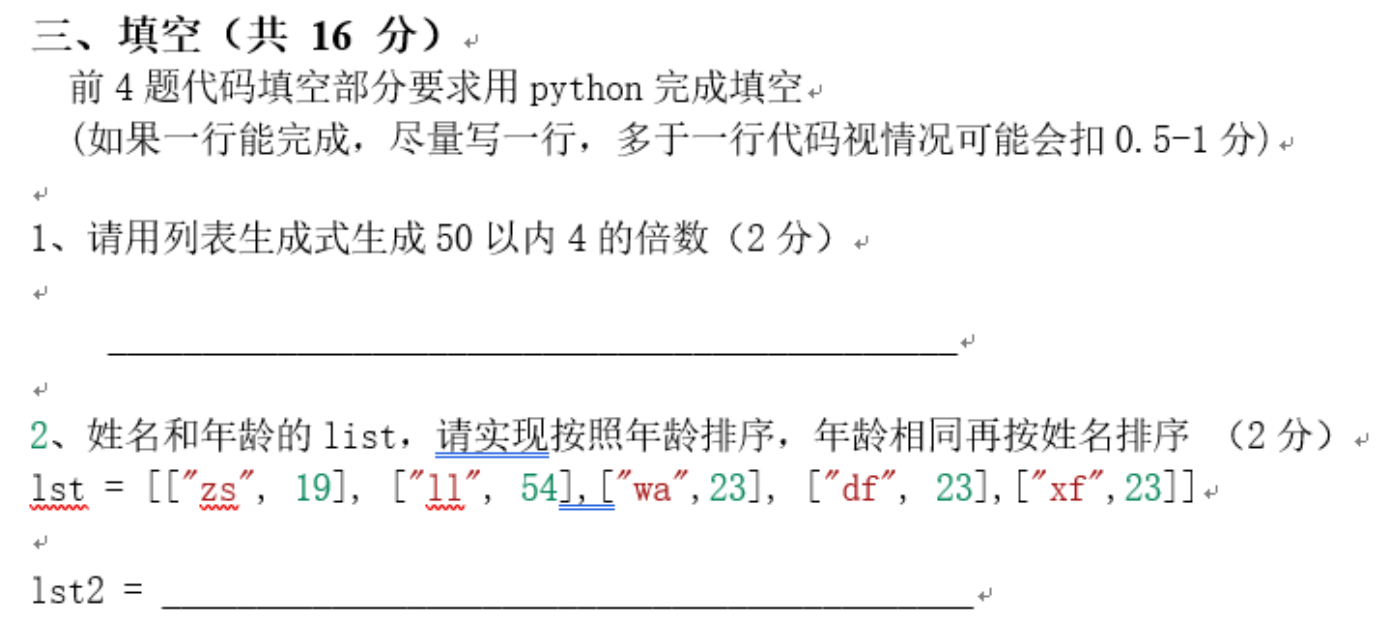 三、填空（共 16 分）
前 4 题代码填空部分要求用 python 完成填空
(如果一行能完成，尽量写一行，多于一行代码视情况可能会扣 0.5-1 分)
1、请用列表生成式生成 50 以内 4 的倍数（2 分）
2、姓名和年龄的 list，请实现按照年龄排序，年龄相同再按姓名排序 （2 分）
lst = [["zs", 19], ["ll", 54],["wa",23], ["df", 23],["xf",23]]
lst2 = ____________________